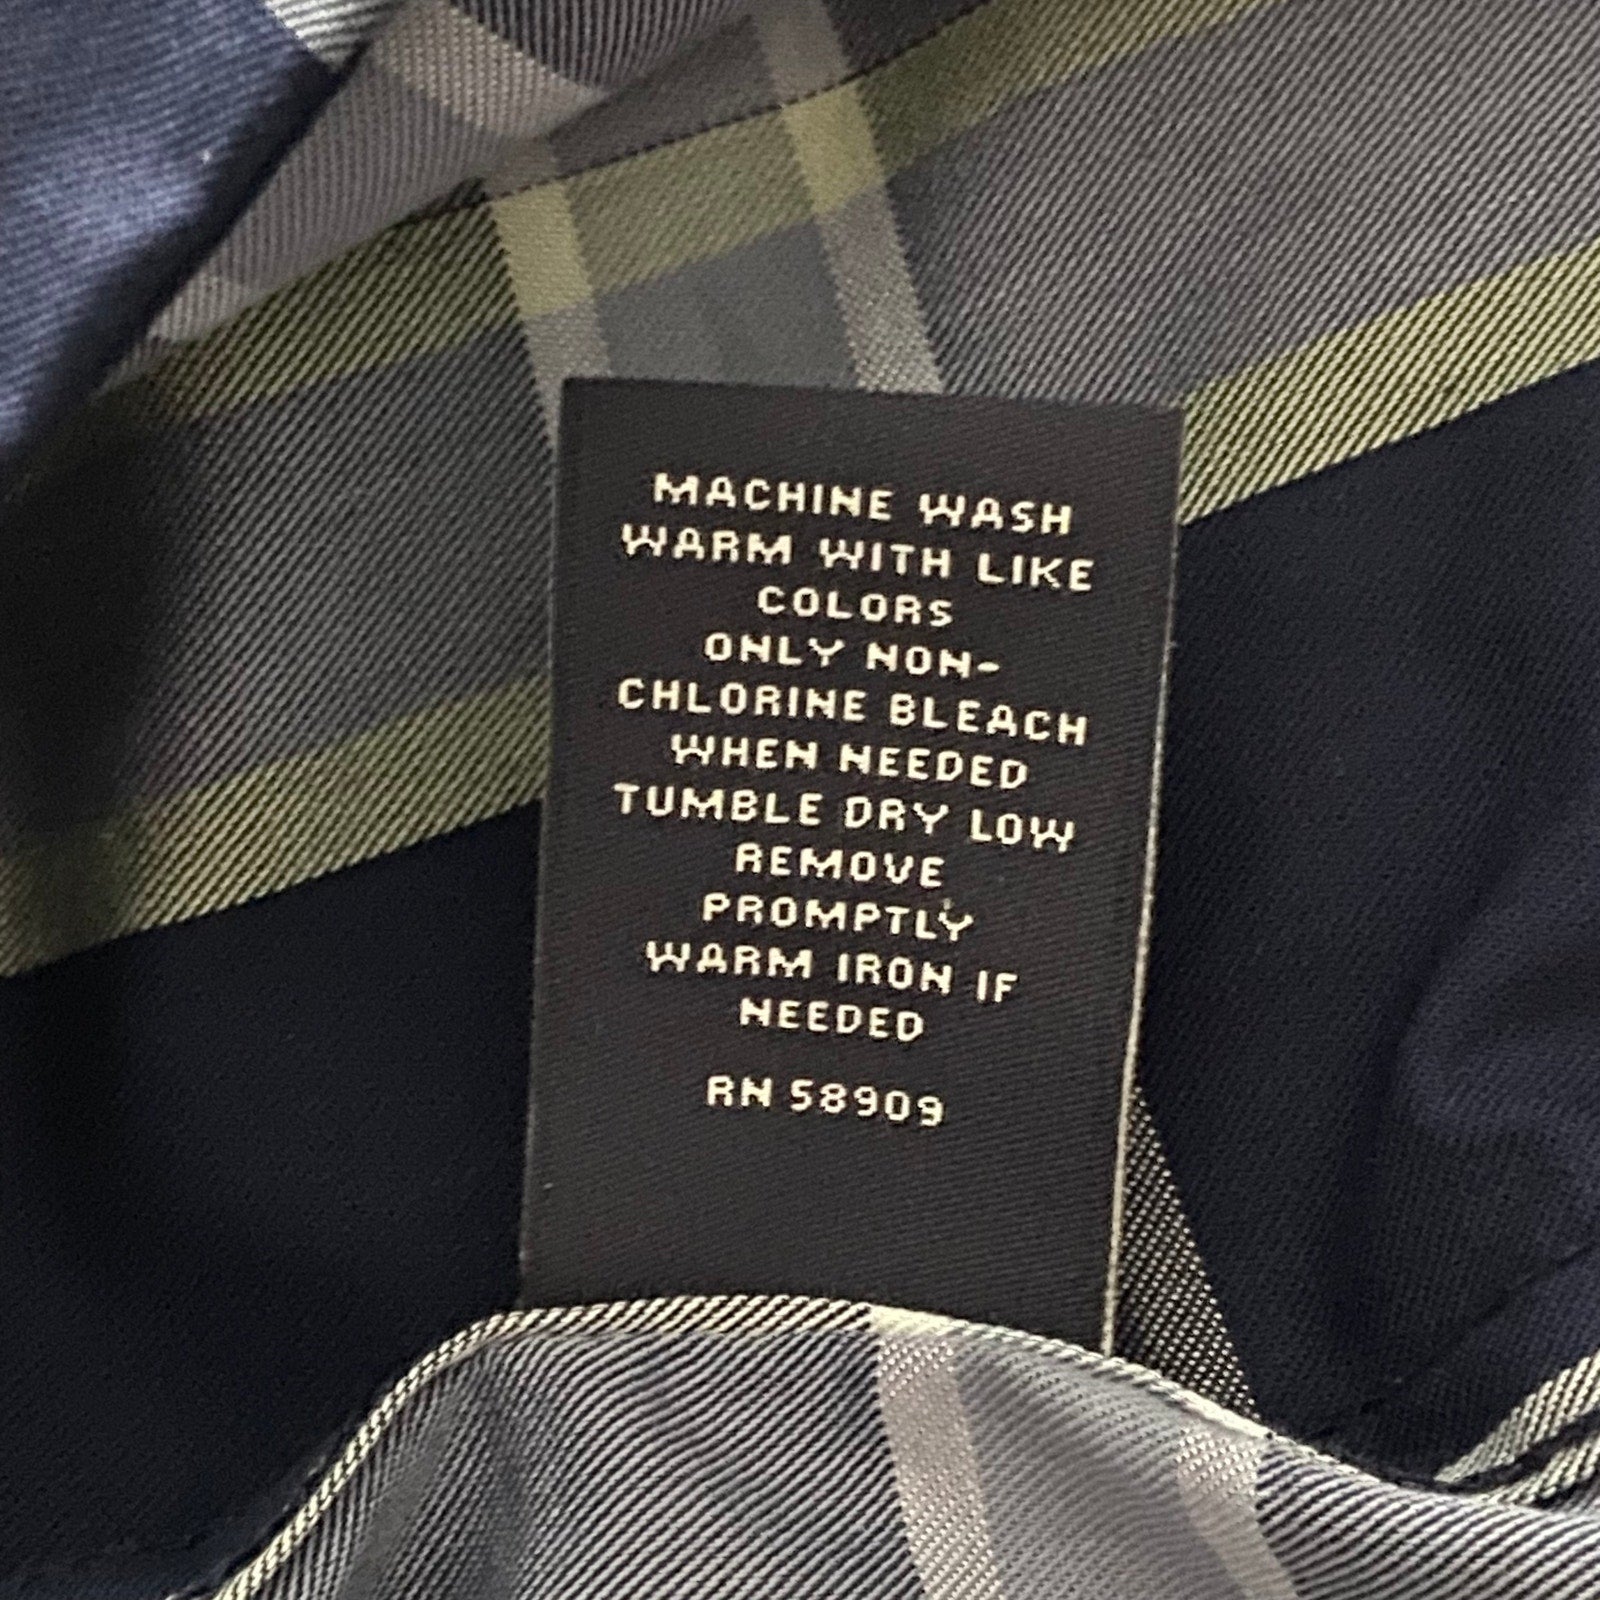 MACHINE WASH
WARM WITH LIKE
COLORS
ONLY NON-
CHLORINE BLEACH
WHEN NEEDED
TUMBLE DRY LOW
REMOVE
PROMPTLY
WARM IRON IF
NEEDED
RN 58909